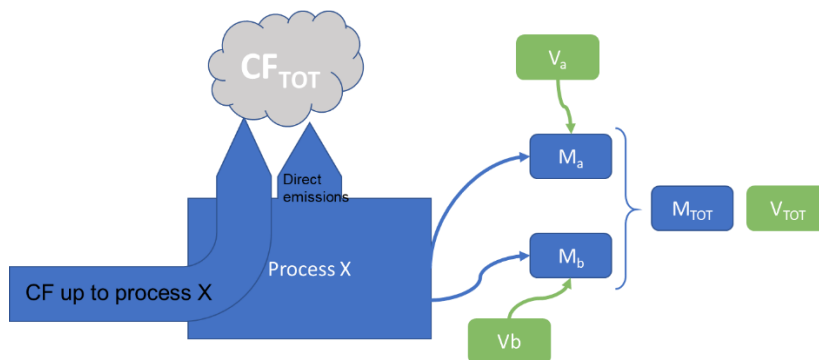 CF_TOT
V_a
M_a
Direct
emissions
M_TOT
V_TOT
Process X
M_b
CF up to process X
Vb